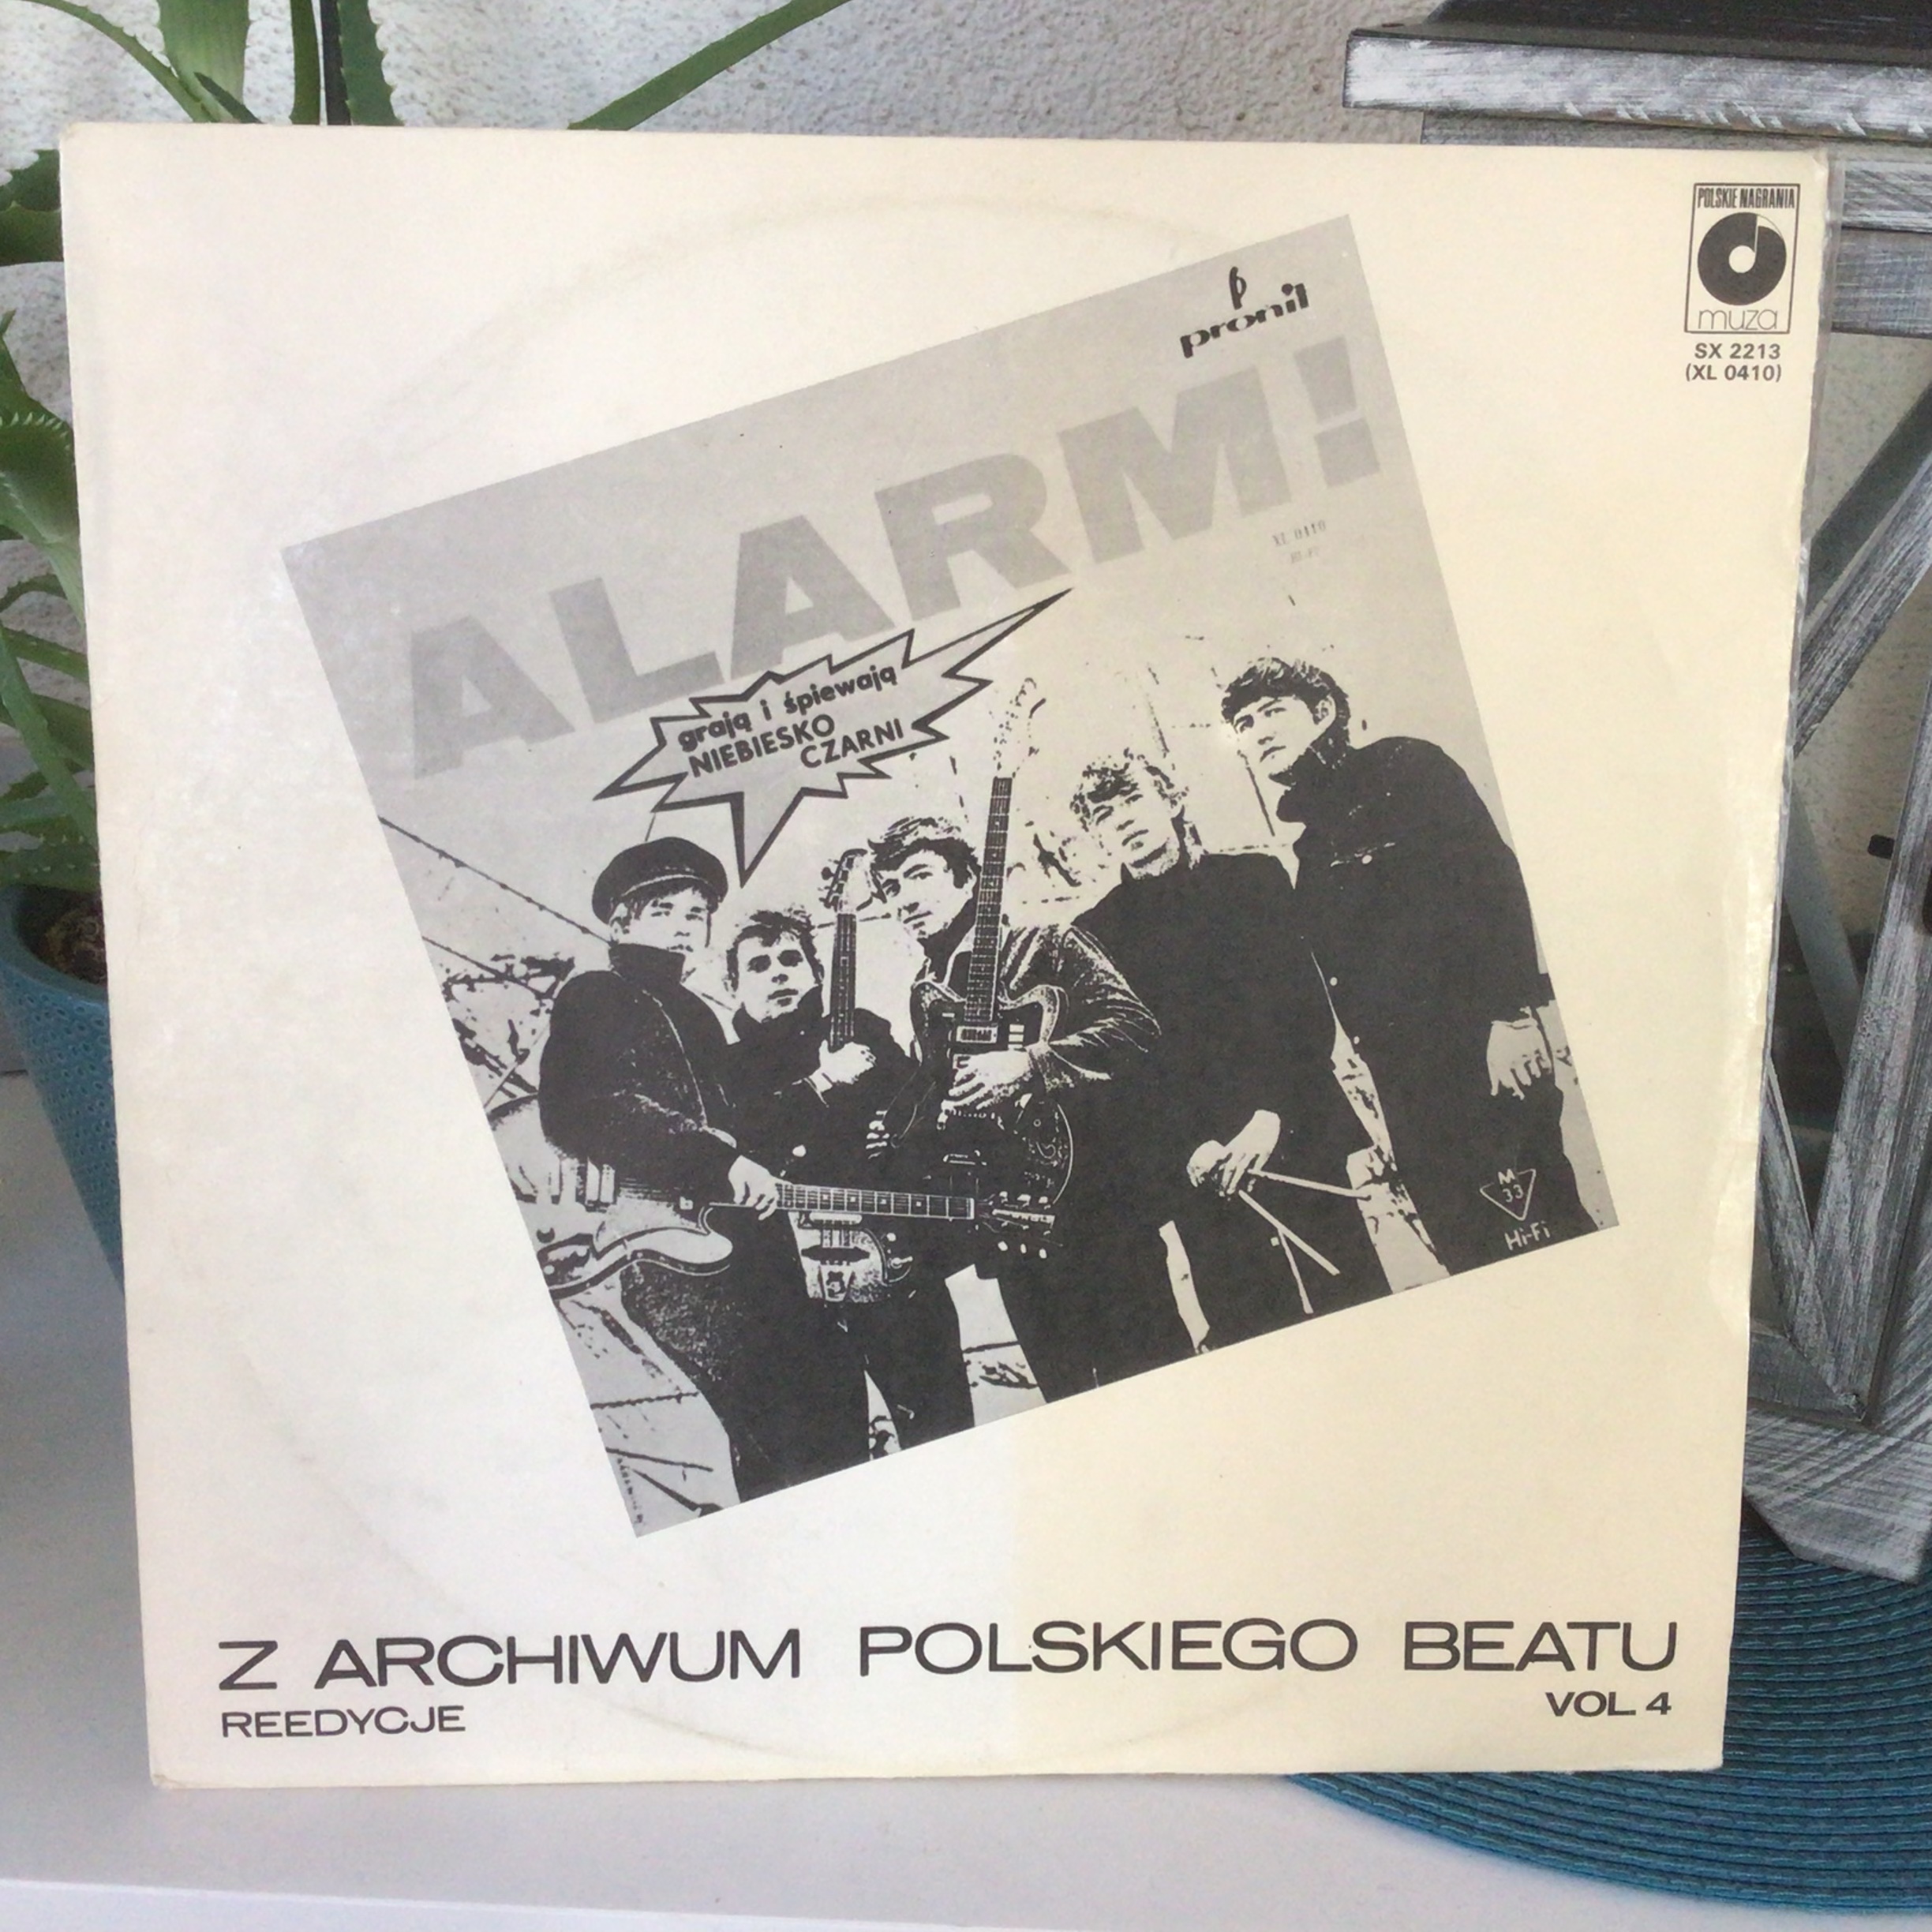 POLSKIE NAGRANIA
muza
SX 2213
(XL 0410)
pronit
ALARM!
XL 0410
HI-FI
grają i śpiewają
NIEBIESKO
CZARNI
M
33
Hi-Fi
Z ARCHIWUM POLSKIEGO BEATU
REEDYCJE
VOL. 4